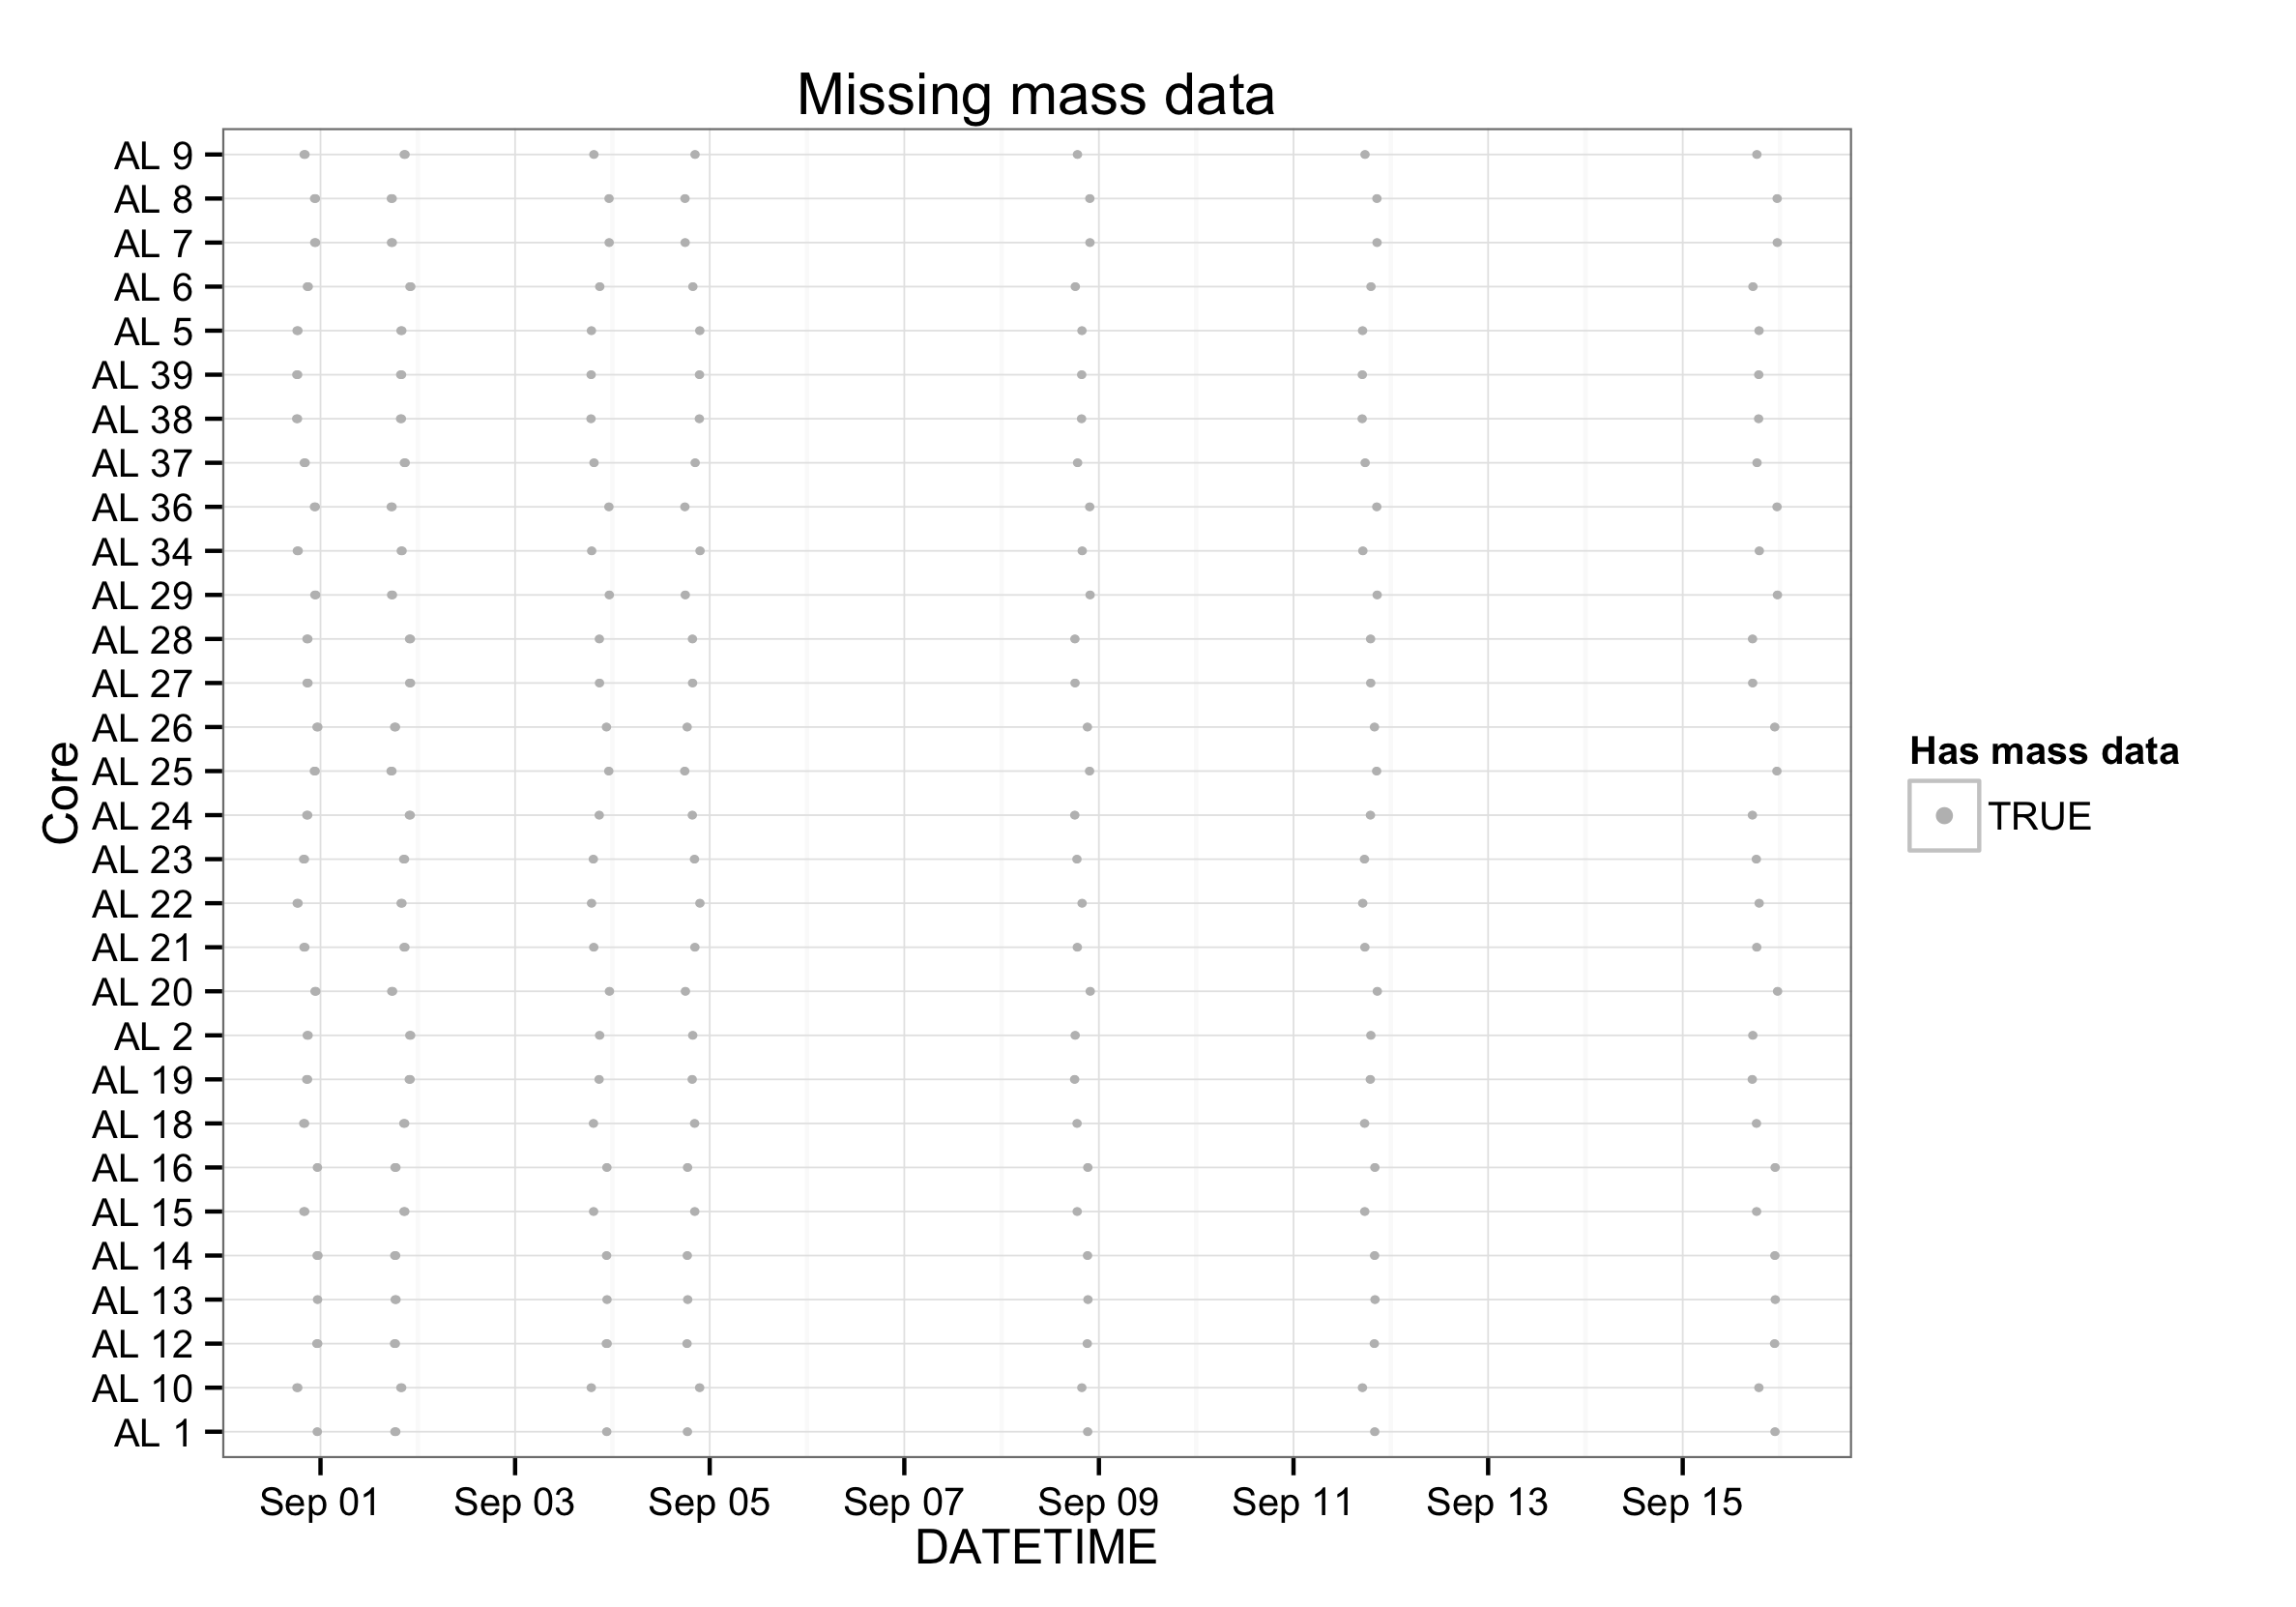 Missing mass data
AL 9
AL 8
AL 7
AL 6
AL 5
AL 39
AL 38
AL 37
AL 36
AL 34
AL 29
AL 28
AL 27
AL 26
AL 25
AL 24
AL 23
AL 22
AL 21
AL 20
AL 2
AL 19
AL 18
AL 16
AL 15
AL 14
AL 13
AL 12
AL 10
AL 1
Core
Sep 01 Sep 03 Sep 05 Sep 07 Sep 09 Sep 11 Sep 13 Sep 15
DATETIME
Has mass data
TRUE